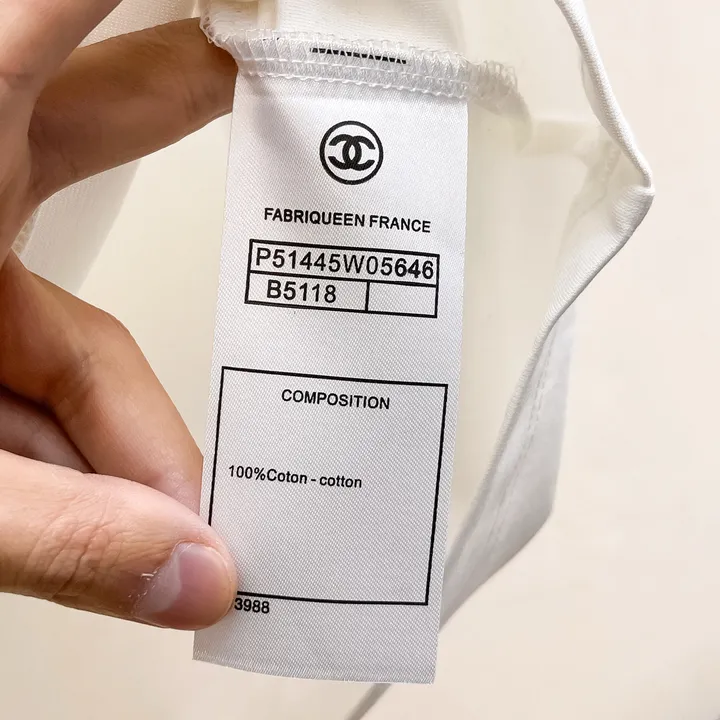 FABRIQUEEN FRANCE
P51445W05646
B5118
COMPOSITION
100%Coton - cotton
3988